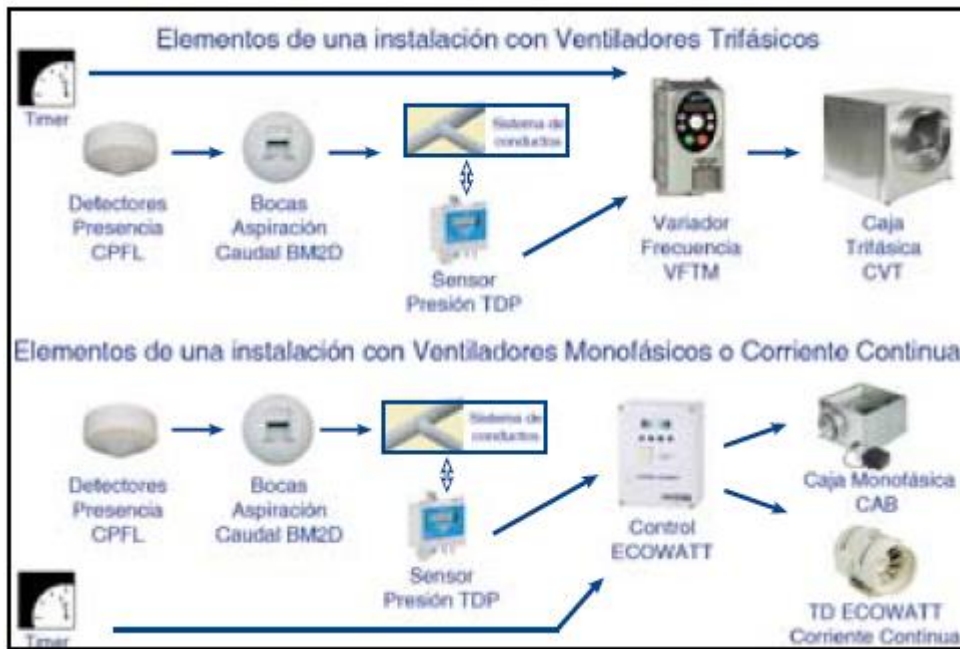 Elementos de una instalación con Ventiladores Trifásicos
Timer
Sistema de
conductos
Detectores
Presencia
CPFL
Bocas
Aspiración
Caudal BM2D
Sensor
Presión TDP
Variador
Frecuencia
VFTM
Caja
Trifásica
CVT
Elementos de una instalación con Ventiladores Monofásicos o Corriente Continua
Sistema de
conductos
Detectores
Presencia
CPFL
Bocas
Aspiración
Caudal BM2D
Sensor
Presión TDP
Control
ECOWATT
Caja Monofásica
CAB
TD ECOWATT
Corriente Continua
Timer